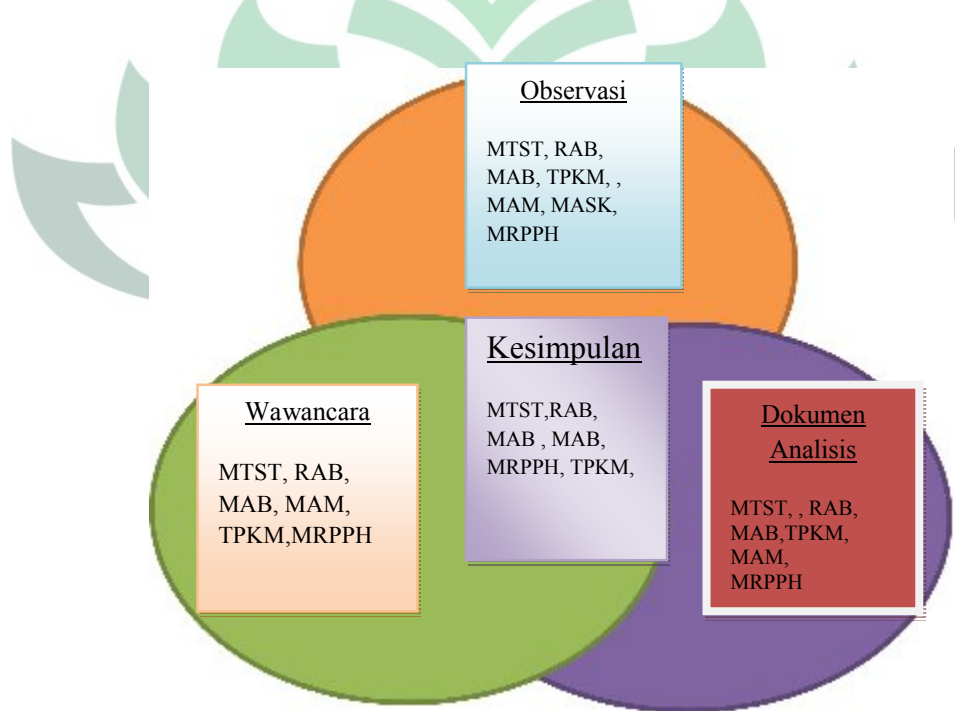 Observasi
MTST, RAB,
MAB, TPKM, ,
MAM, MASK,
MRPPH
Kesimpulan
MTST,RAB,
MAB , MAB,
MRPPH, TPKM,
Wawancara
MTST, RAB,
MAB, MAM,
TPKM,MRPPH
Dokumen
Analisis
MTST, , RAB,
MAB,TPKM,
MAM,
MRPPH